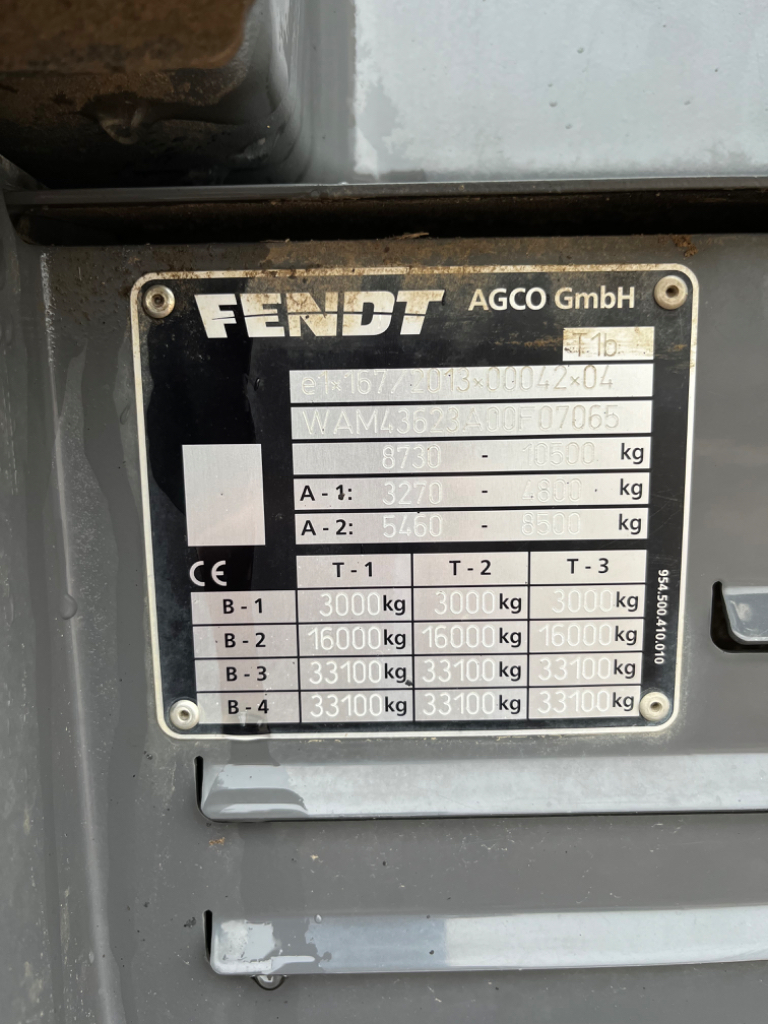 FENDT AGCO GmbH
T1b
e1*167/2013*00042*04
WAM43623A00F07065
8730 - 10500 kg
A - 1: 3270 - 4800 kg
A - 2: 5460 - 8500 kg
CE T - 1 T - 2 T - 3
B - 1 3000kg 3000kg 3000kg
B - 2 16000kg 16000kg 16000kg
B - 3 33100kg 33100kg 33100kg
B - 4 33100kg 33100kg 33100kg
954.500.410.010